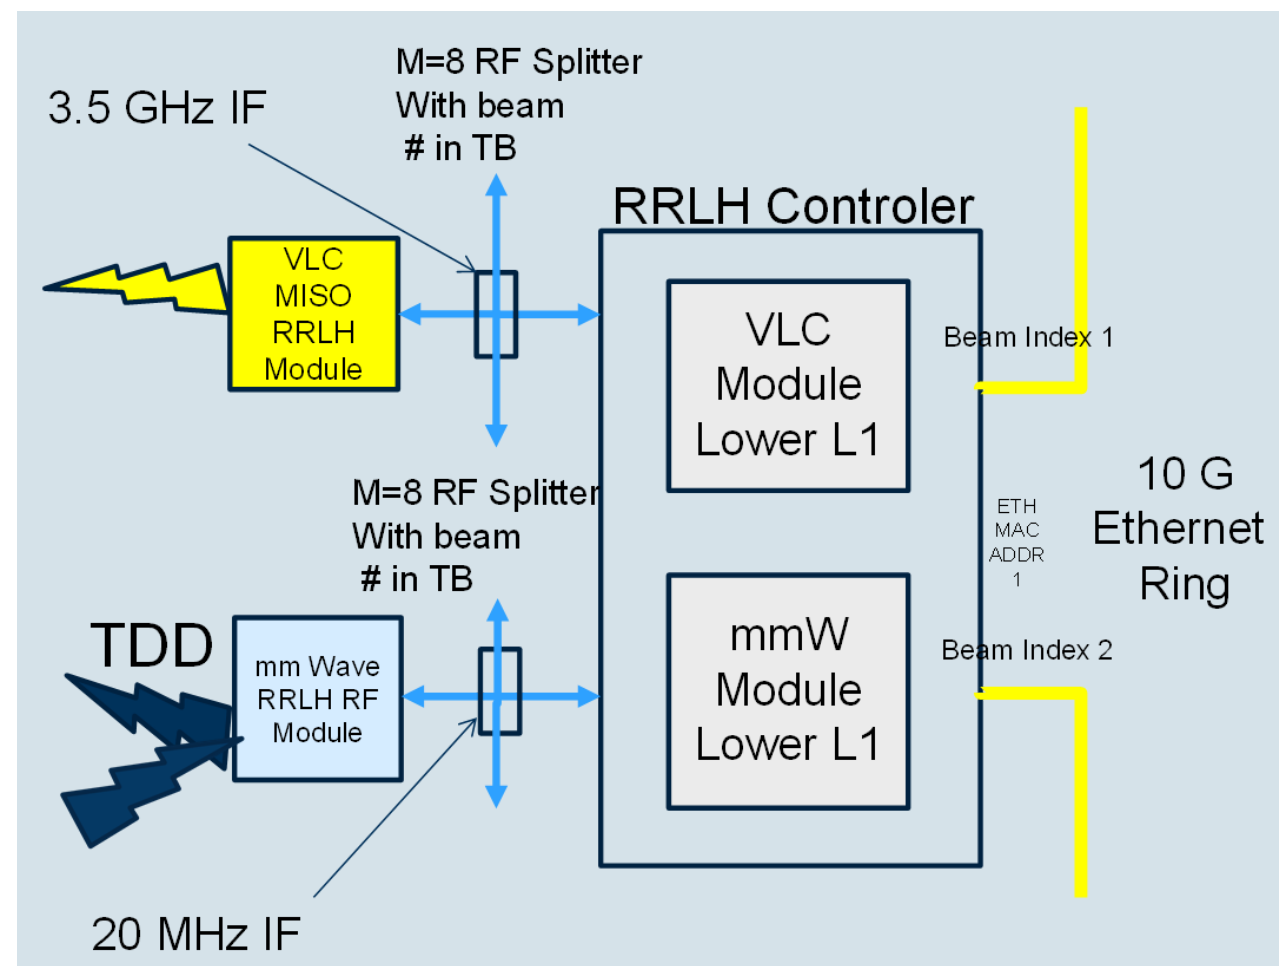 M=8 RF Splitter
With beam
# in TB
3.5 GHz IF
RRLH Controler
VLC
MISO
RRLH
Module
VLC
Module
Lower L1
Beam Index 1
M=8 RF Splitter
With beam
# in TB
10 G
Ethernet
Ring
ETH
MAC
ADDR
1
TDD
mm Wave
RRLH RF
Module
mmW
Module
Lower L1
Beam Index 2
20 MHz IF